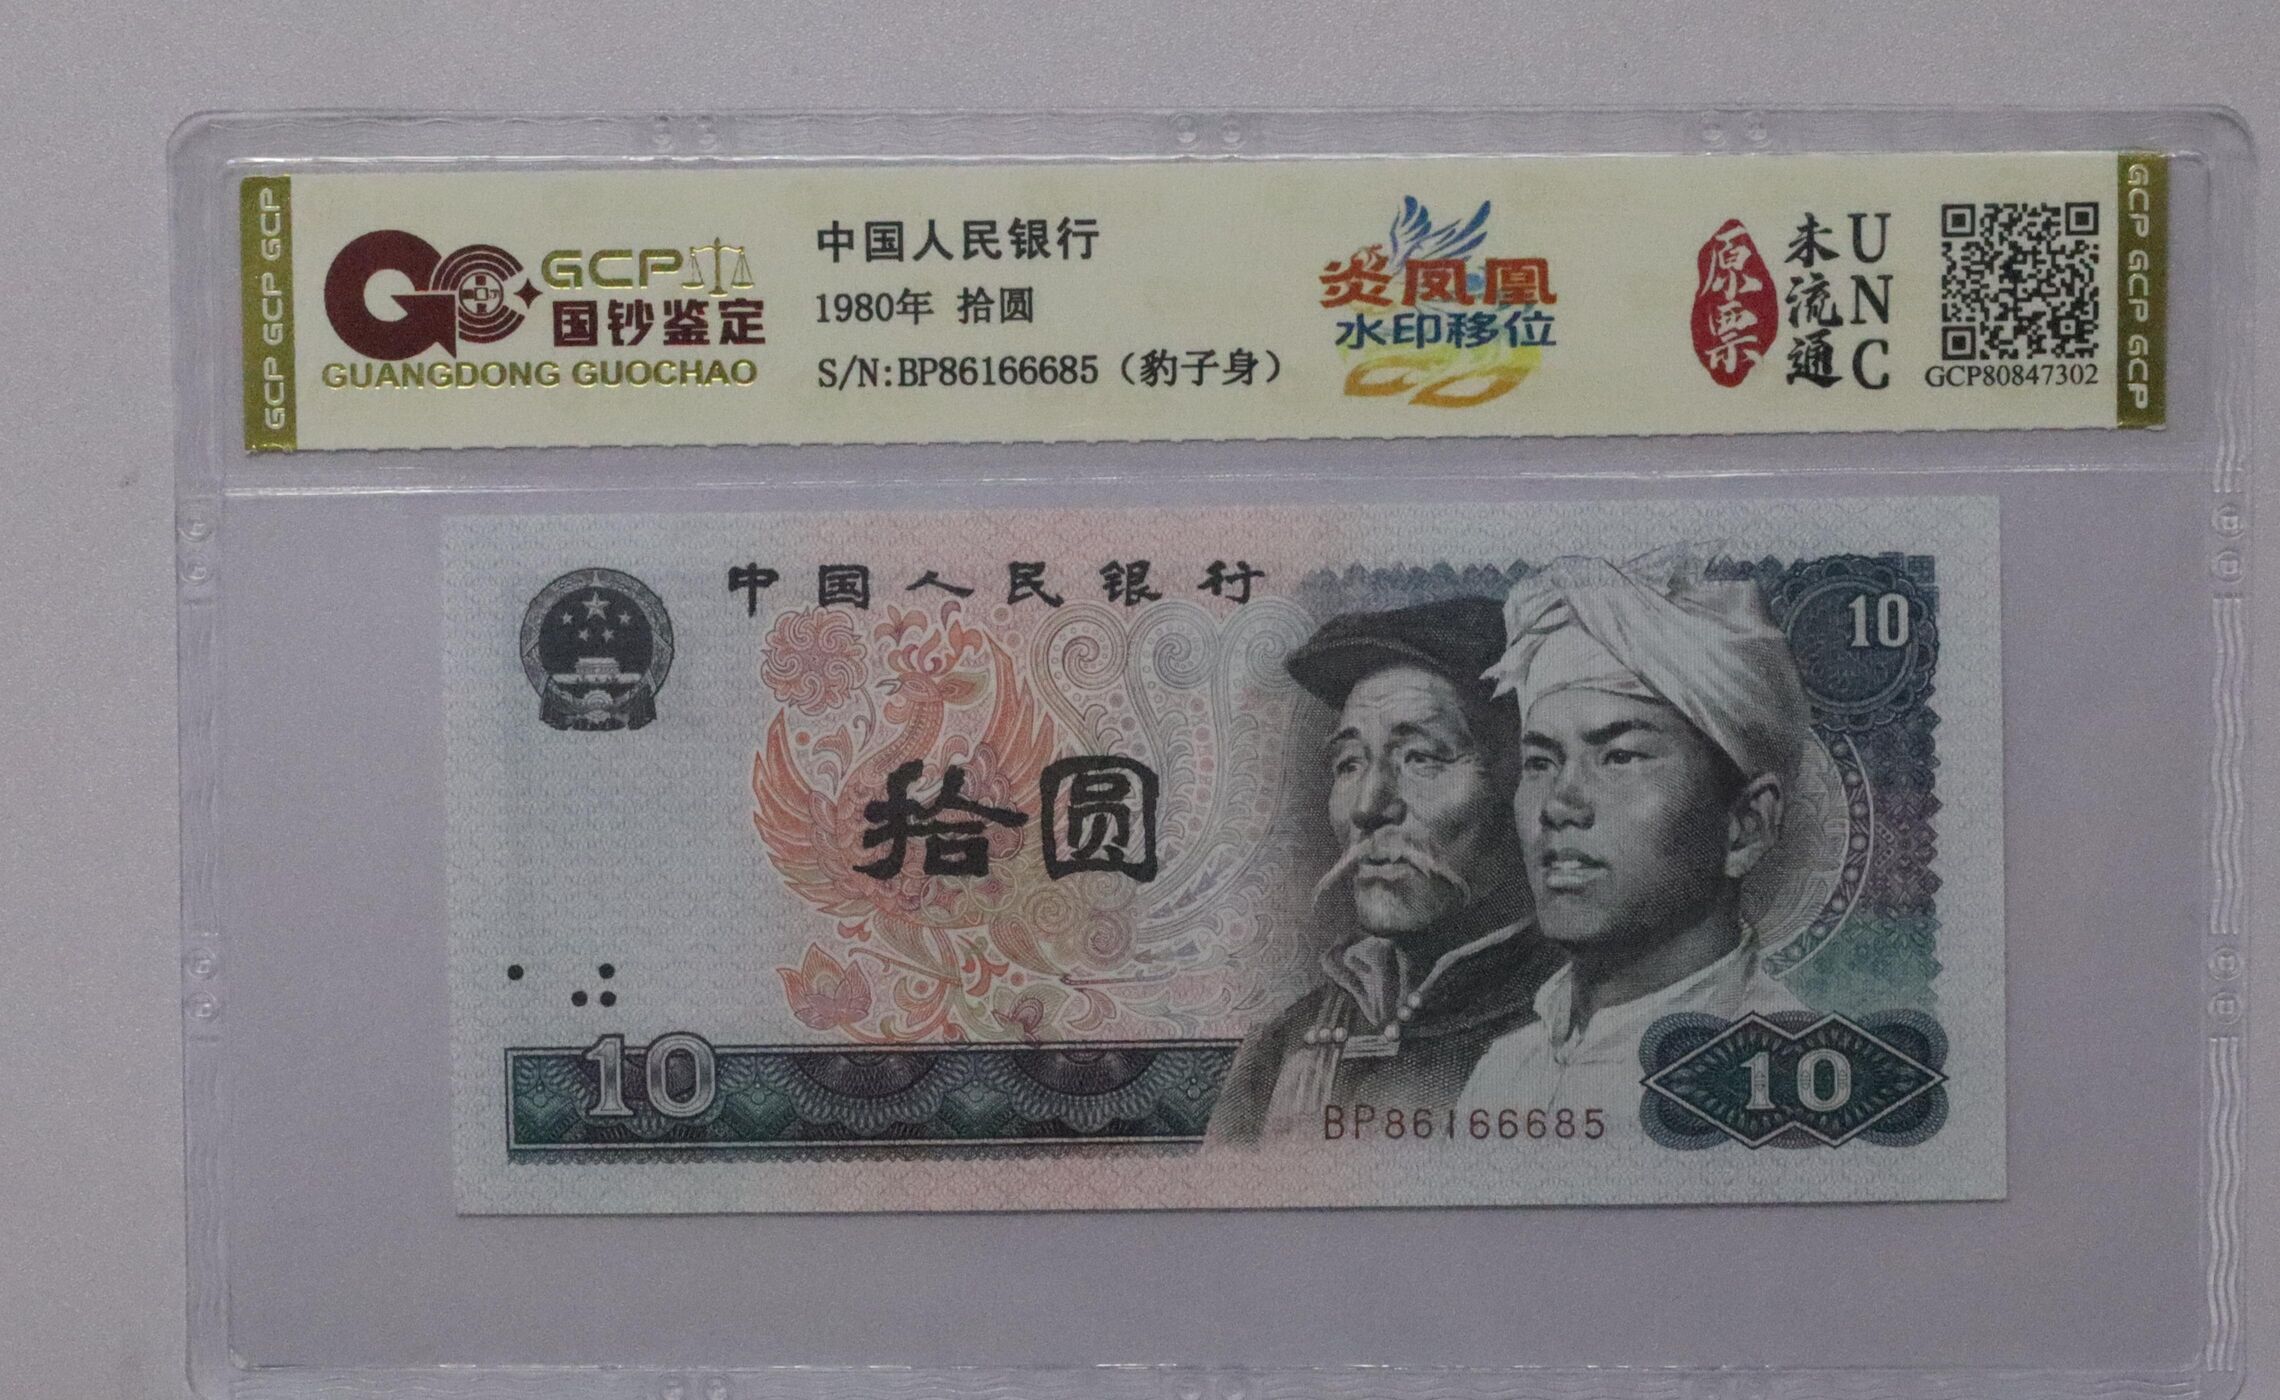 GCP GCP GCP
GCP
国钞鉴定
GUANGDONG GUOCHAO
中国人民银行
1980年 拾圆
S/N:BP86166685（豹子身）
炎凤凰
水印移位
原票
未流通
UNC
GCP80847302
GCP GCP GCP
中国人民银行
10
拾圆
10
BP86166685
10